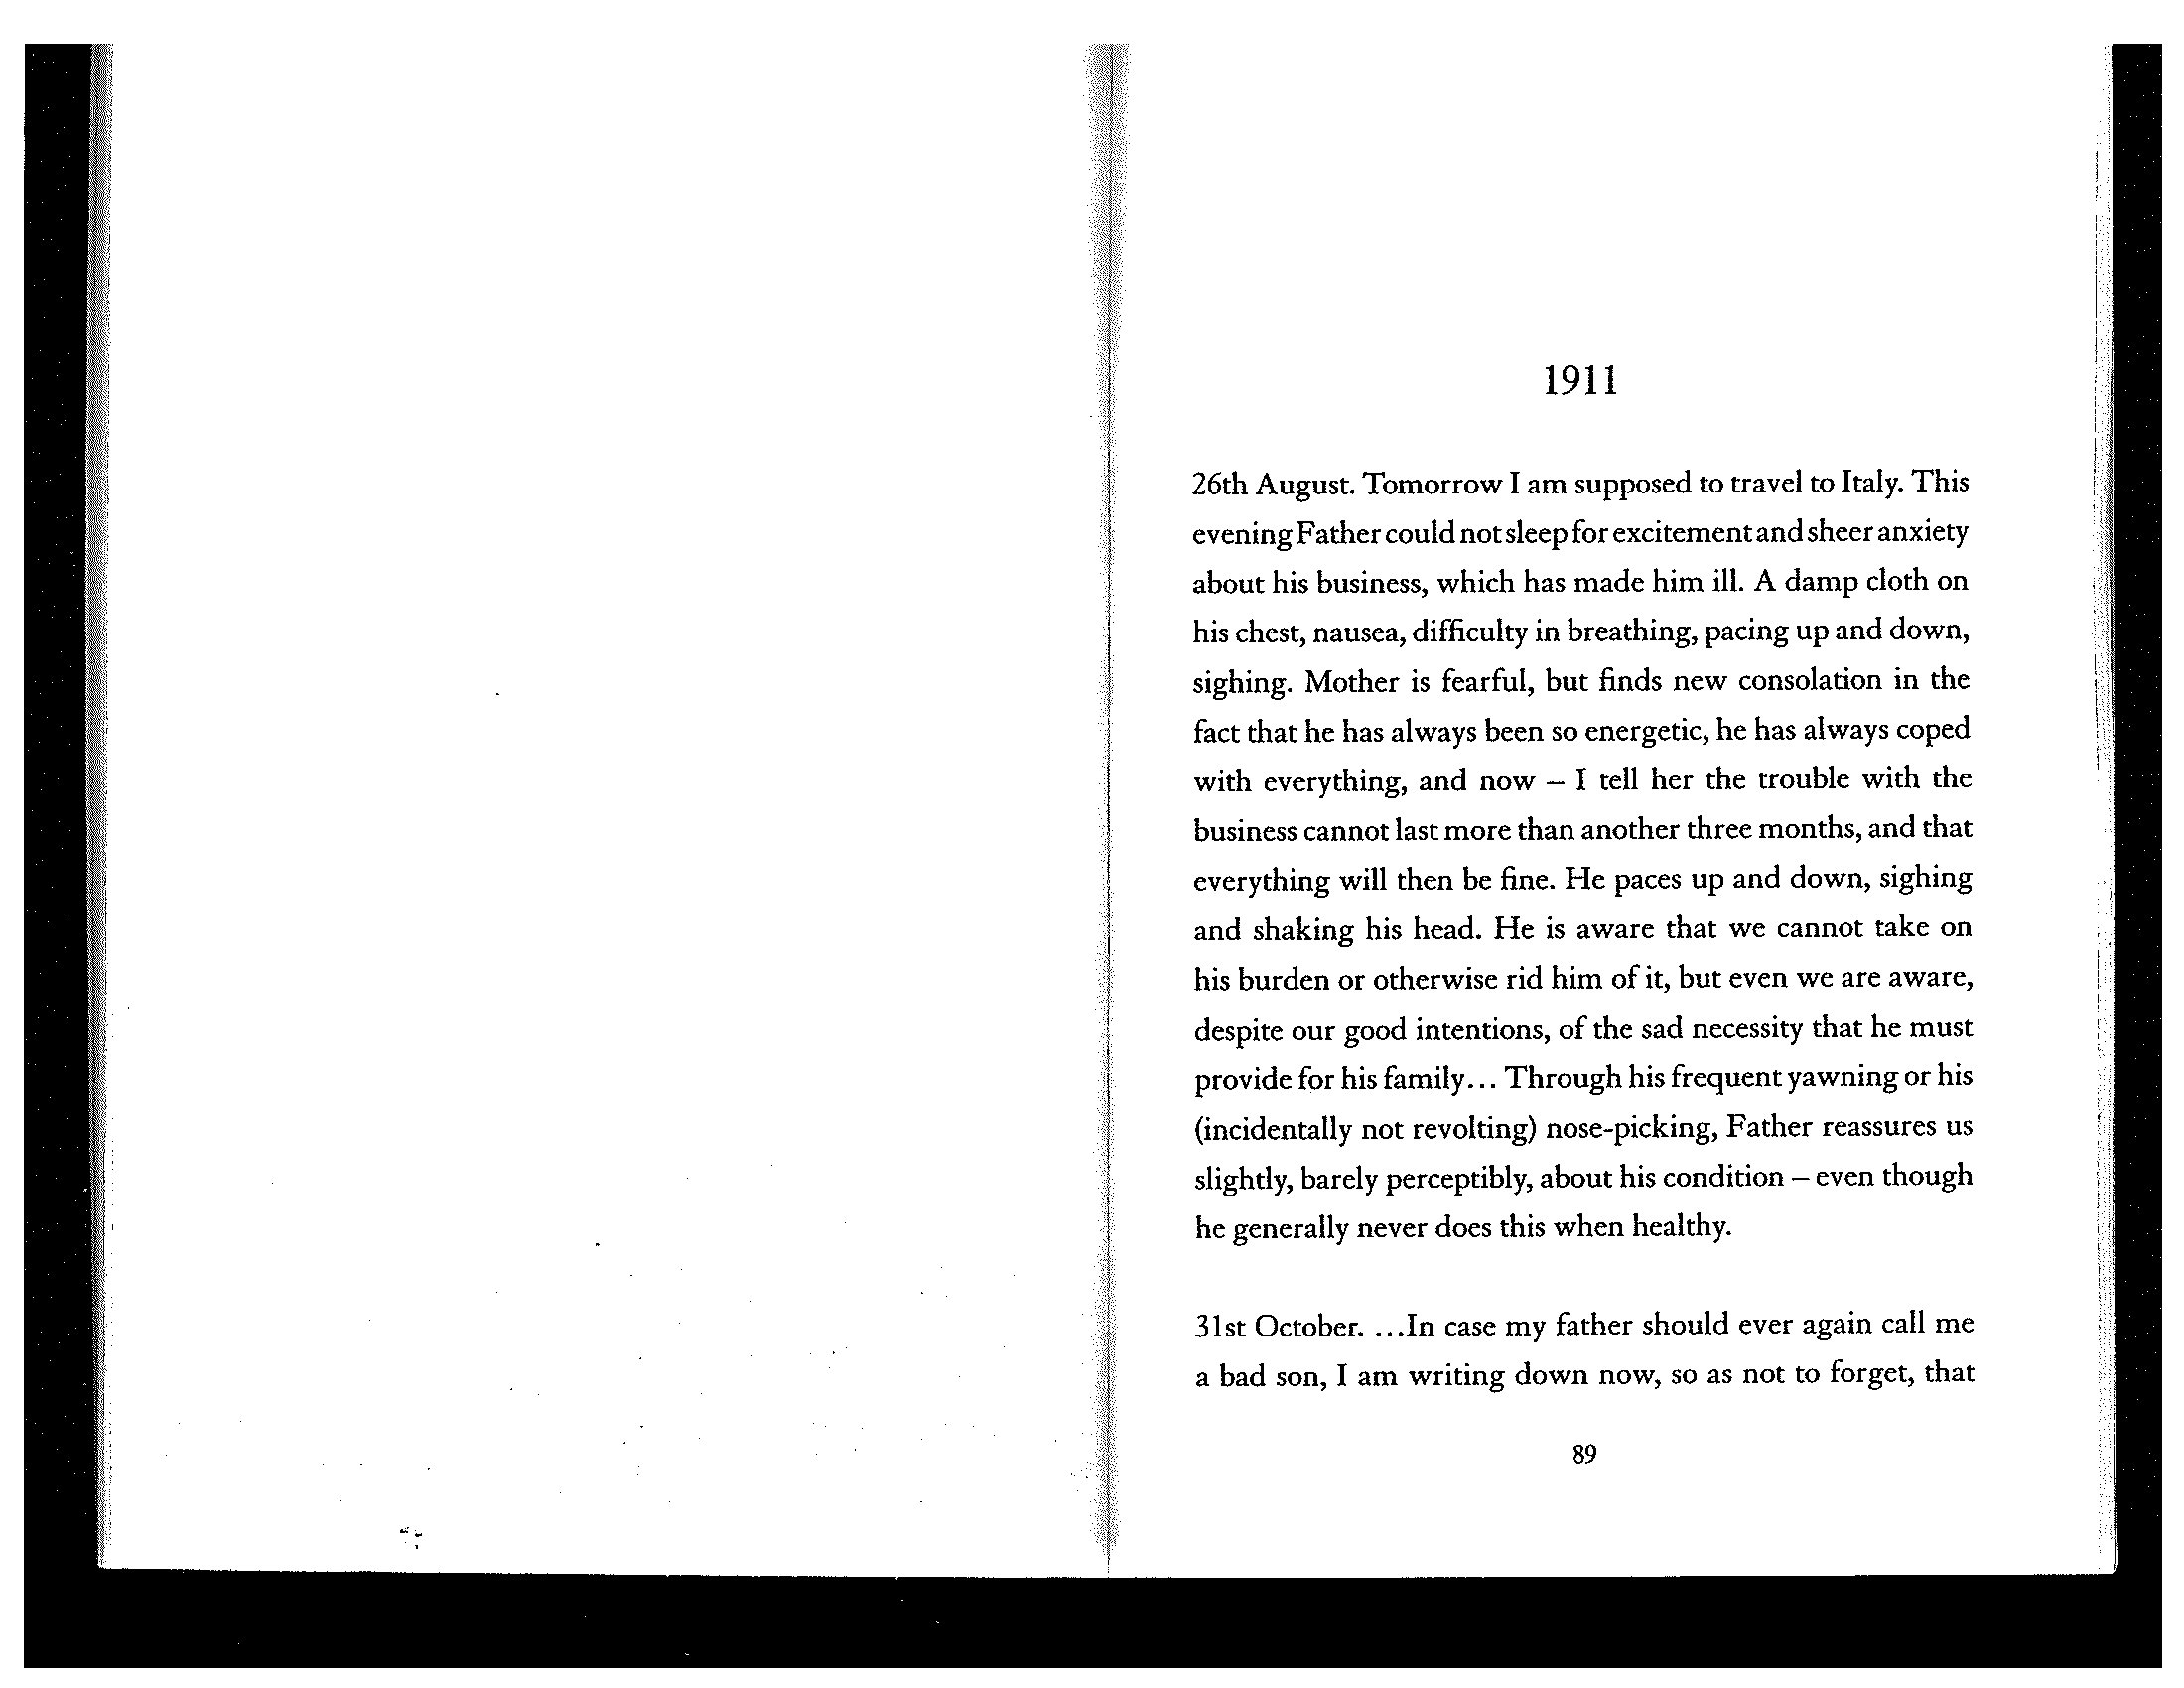 1911
26th August. Tomorrow I am supposed to travel to Italy. This
evening Father could not sleep for excitement and sheer anxiety
about his business, which has made him ill. A damp cloth on
his chest, nausea, difficulty in breathing, pacing up and down,
sighing. Mother is fearful, but finds new consolation in the
fact that he has always been so energetic, he has always coped
with everything, and now – I tell her the trouble with the
business cannot last more than another three months, and that
everything will then be fine. He paces up and down, sighing
and shaking his head. He is aware that we cannot take on
his burden or otherwise rid him of it, but even we are aware,
despite our good intentions, of the sad necessity that he must
provide for his family... Through his frequent yawning or his
(incidentally not revolting) nose-picking, Father reassures us
slightly, barely perceptibly, about his condition – even though
he generally never does this when healthy.
31st October. ...In case my father should ever again call me
a bad son, I am writing down now, so as not to forget, that
89